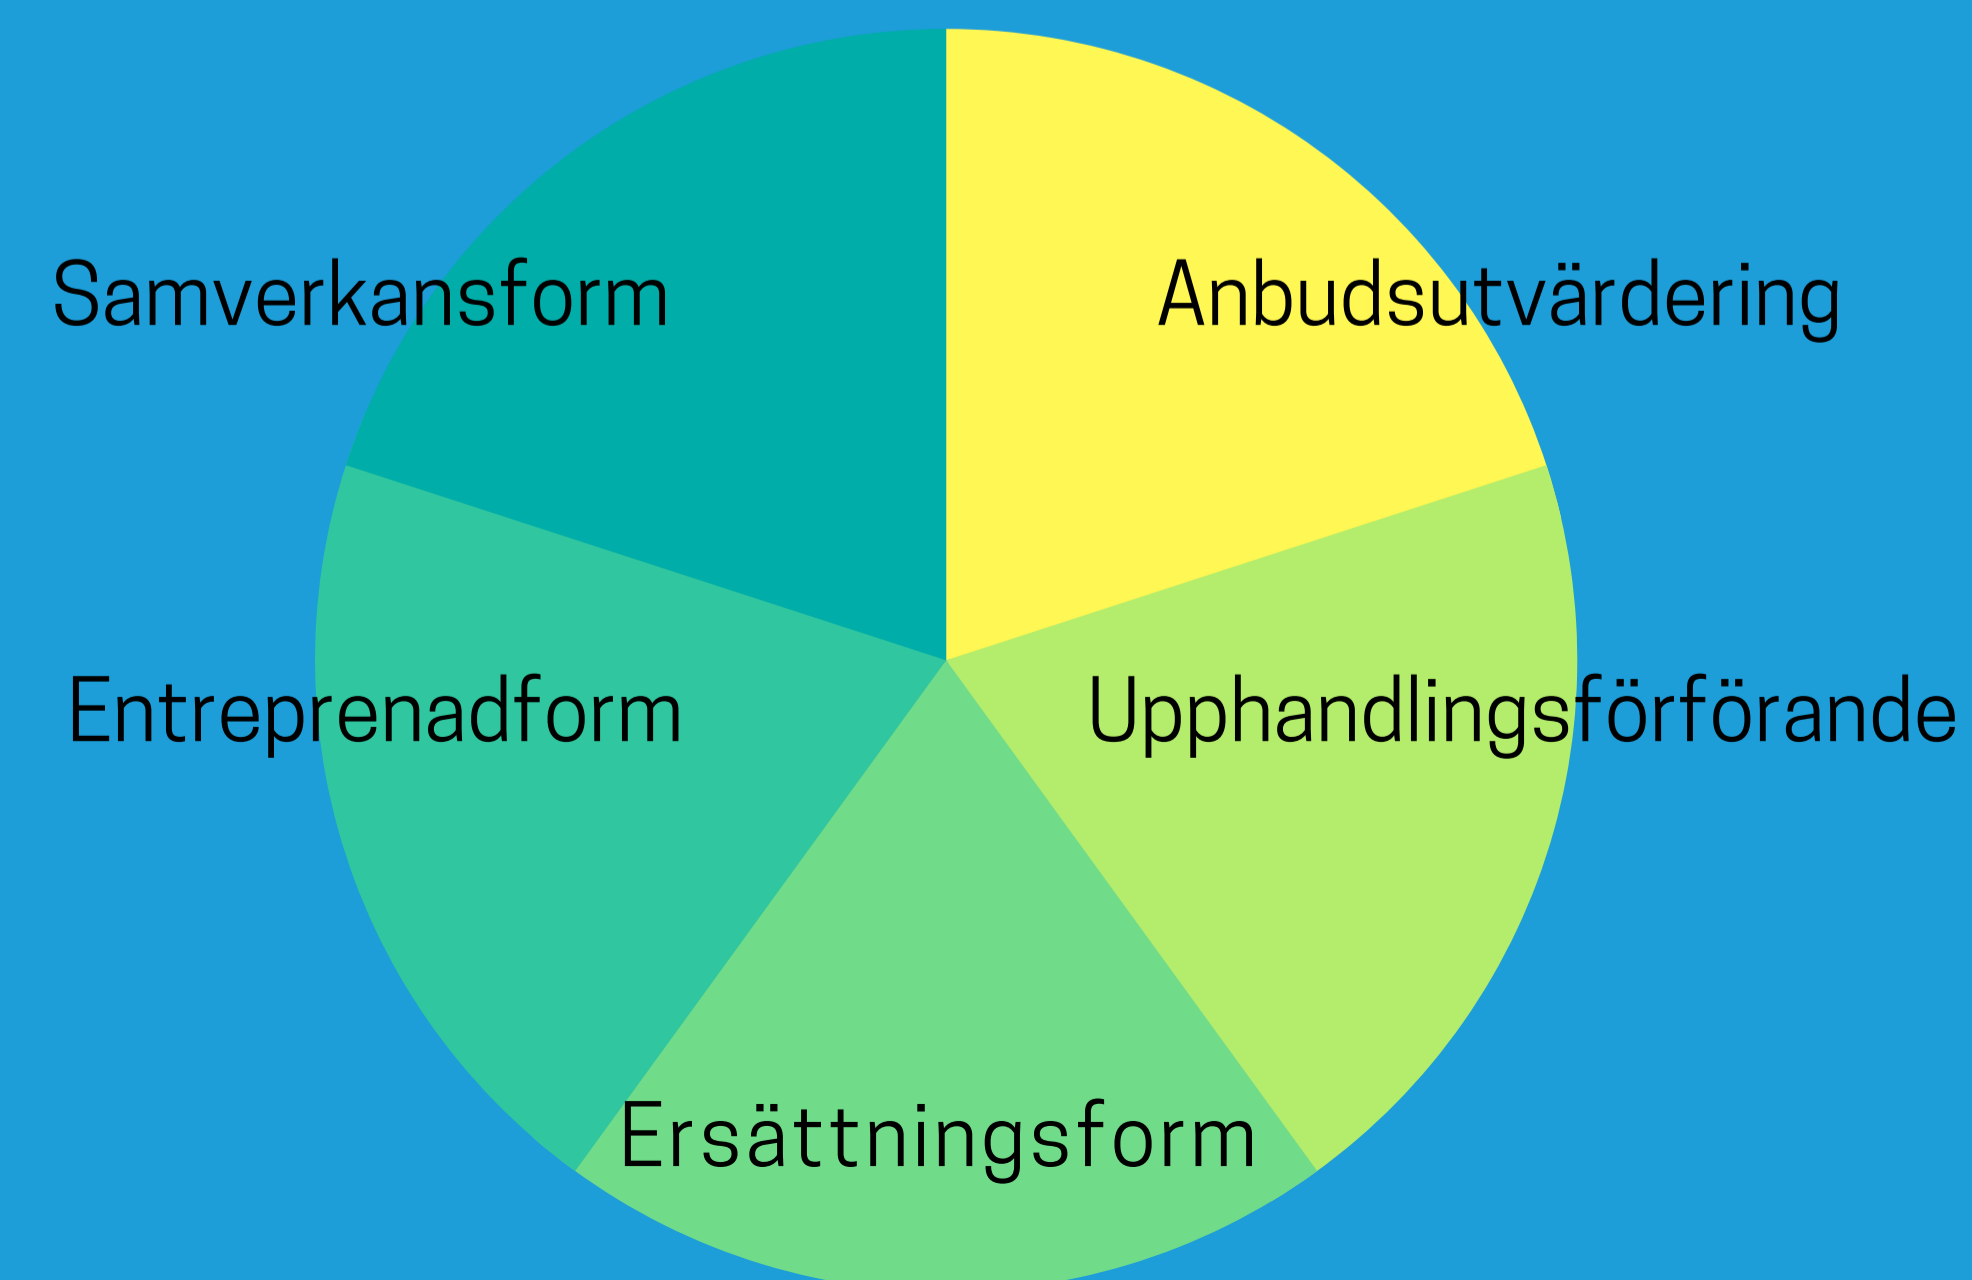 Samverkansform
Anbudsutvärdering
Entreprenadform
Upphandlingsförförande
Ersättningsform